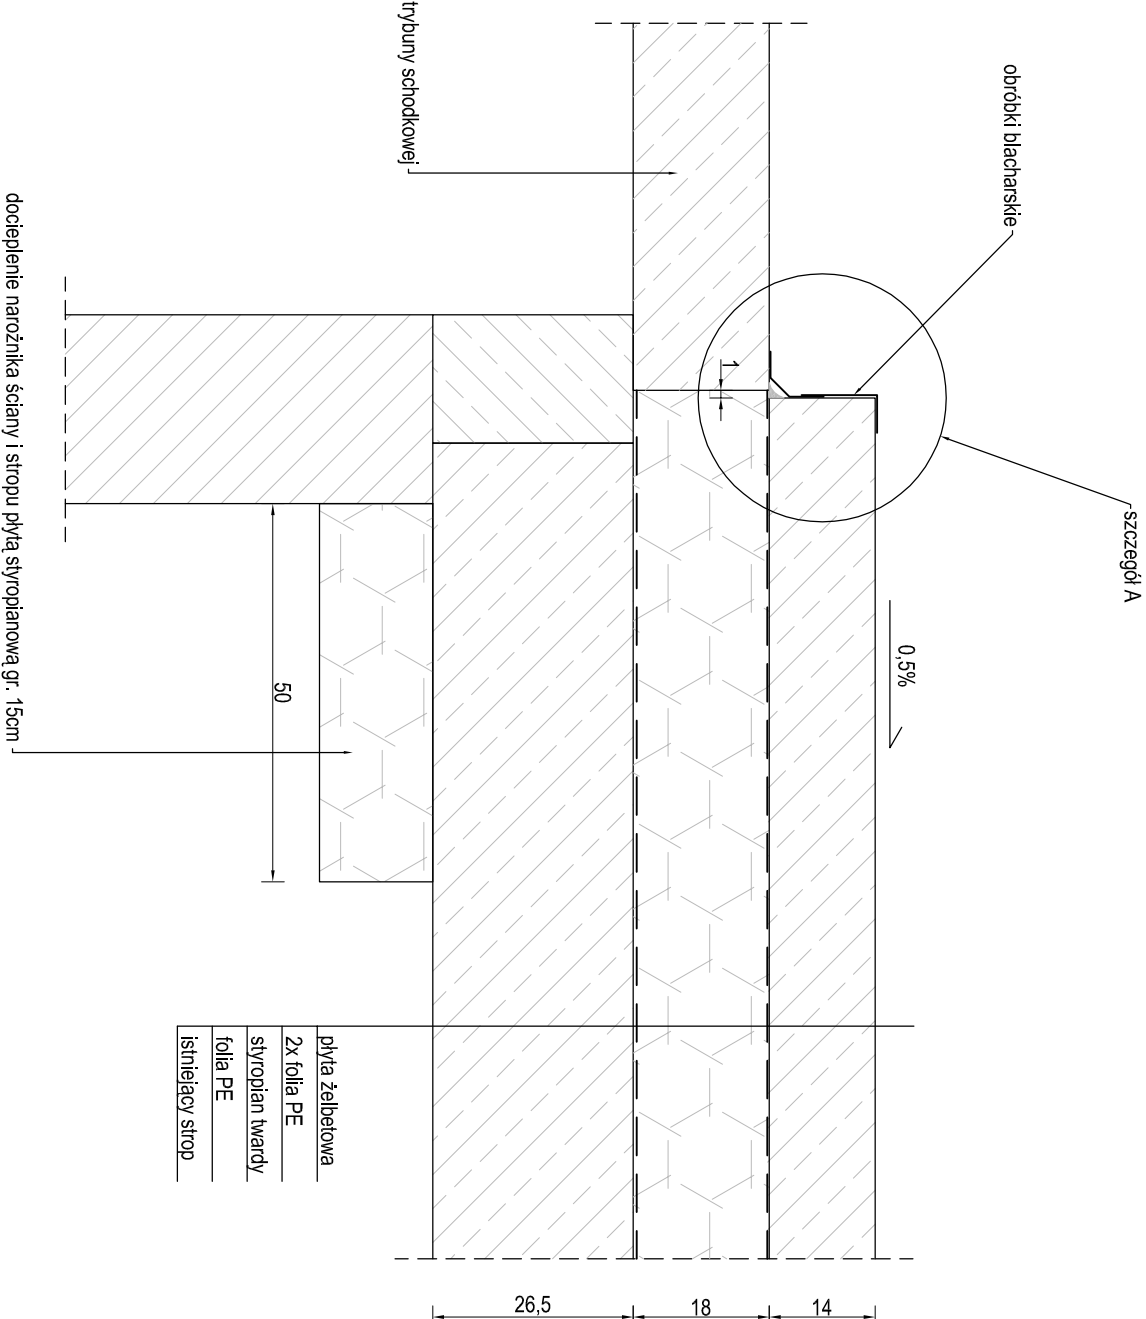 szczegół A
obróbki blacharskie
0,5%
trybuny schodkowej
1
50
docieplenie narożnika ściany i stropu płytą styropianową gr. 15cm
płyta żelbetowa
2x folia PE
styropian twardy
folia PE
istniejący strop
26,5
18
14